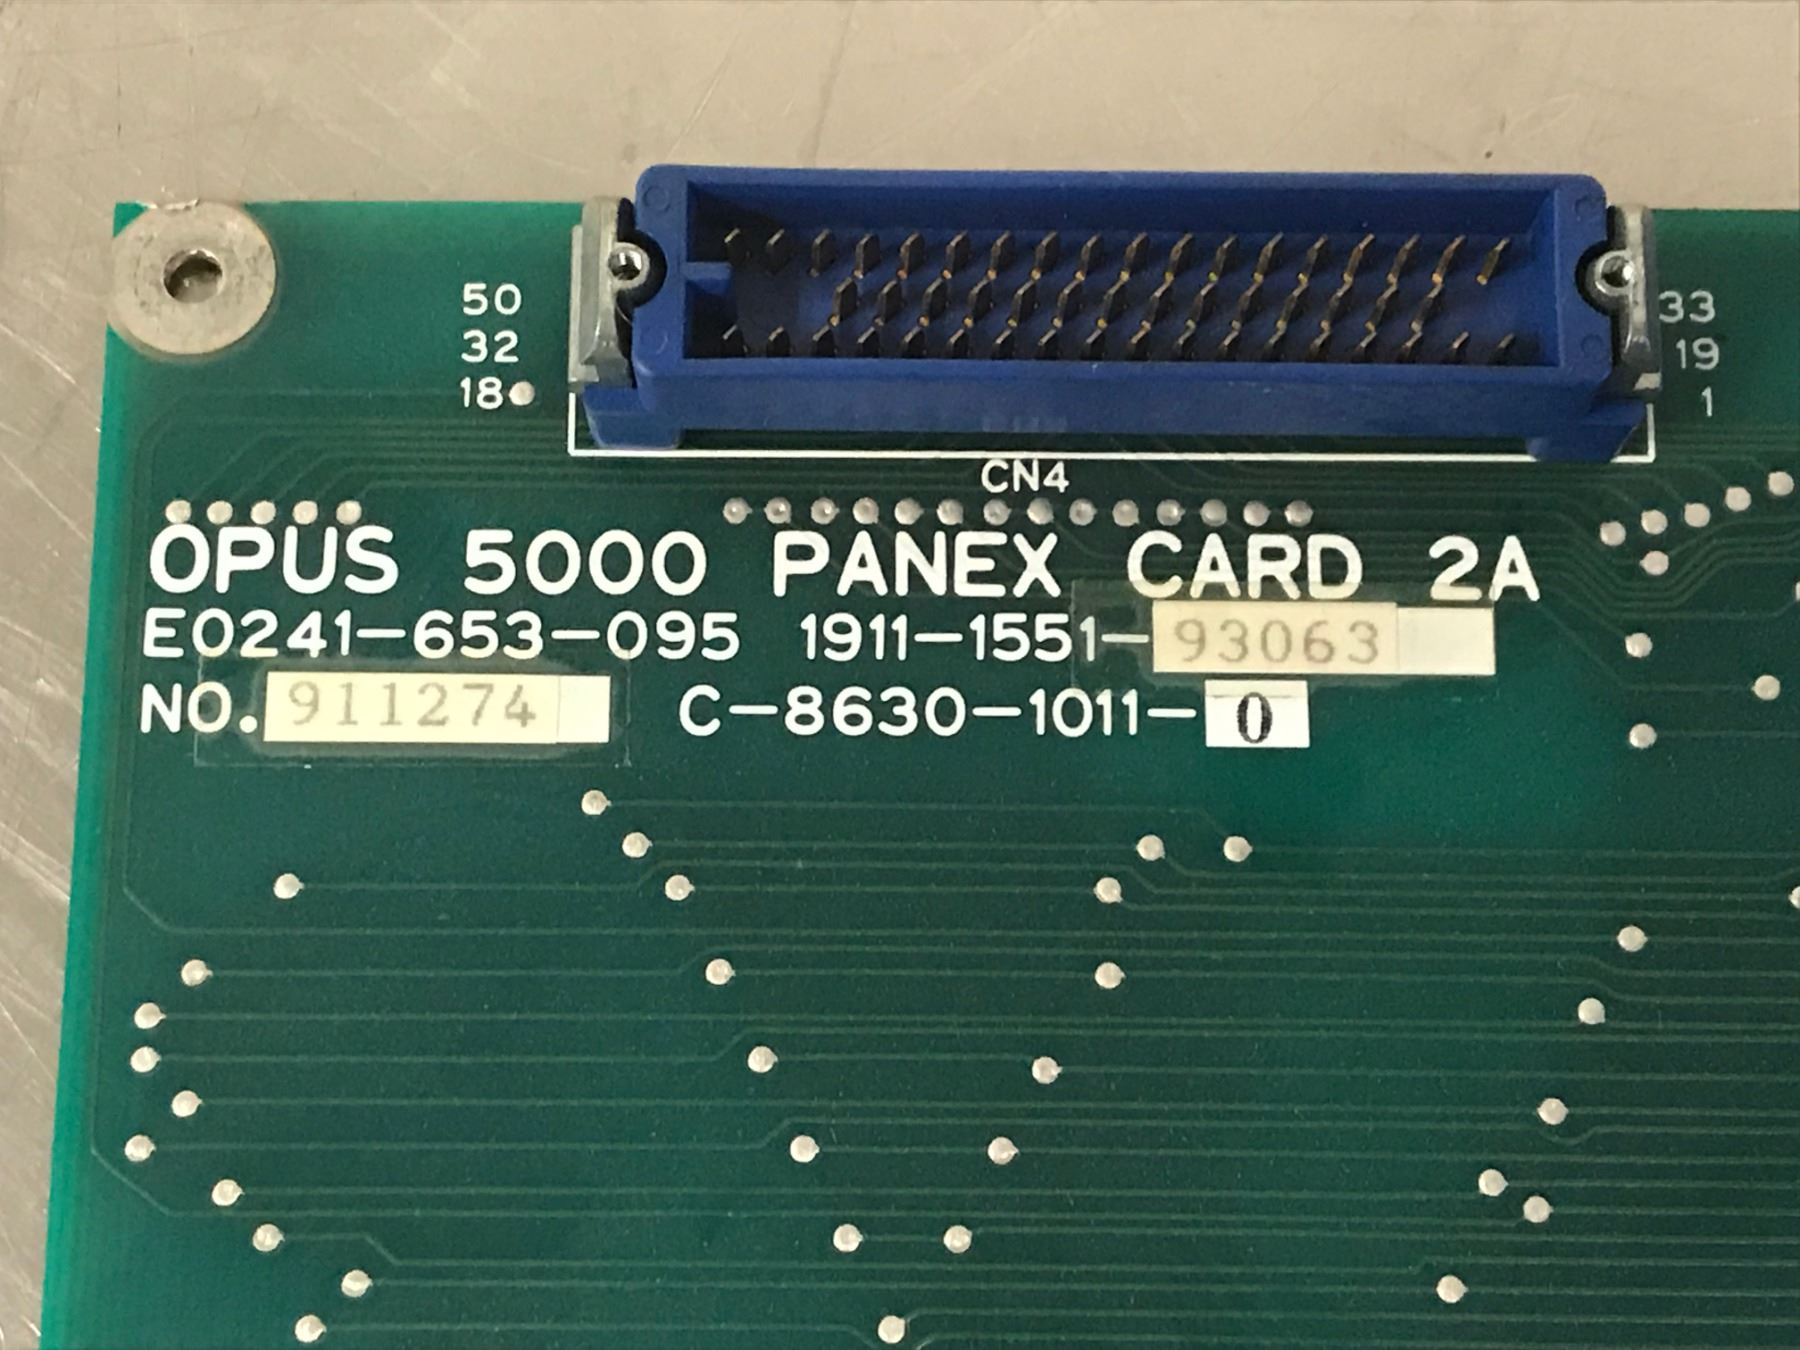 50
32
18
33
19
1
CN4
OPUS 5000 PANEX CARD 2A
E0241-653-095 1911-1551-93063
NO. 911274 C-8630-1011-0